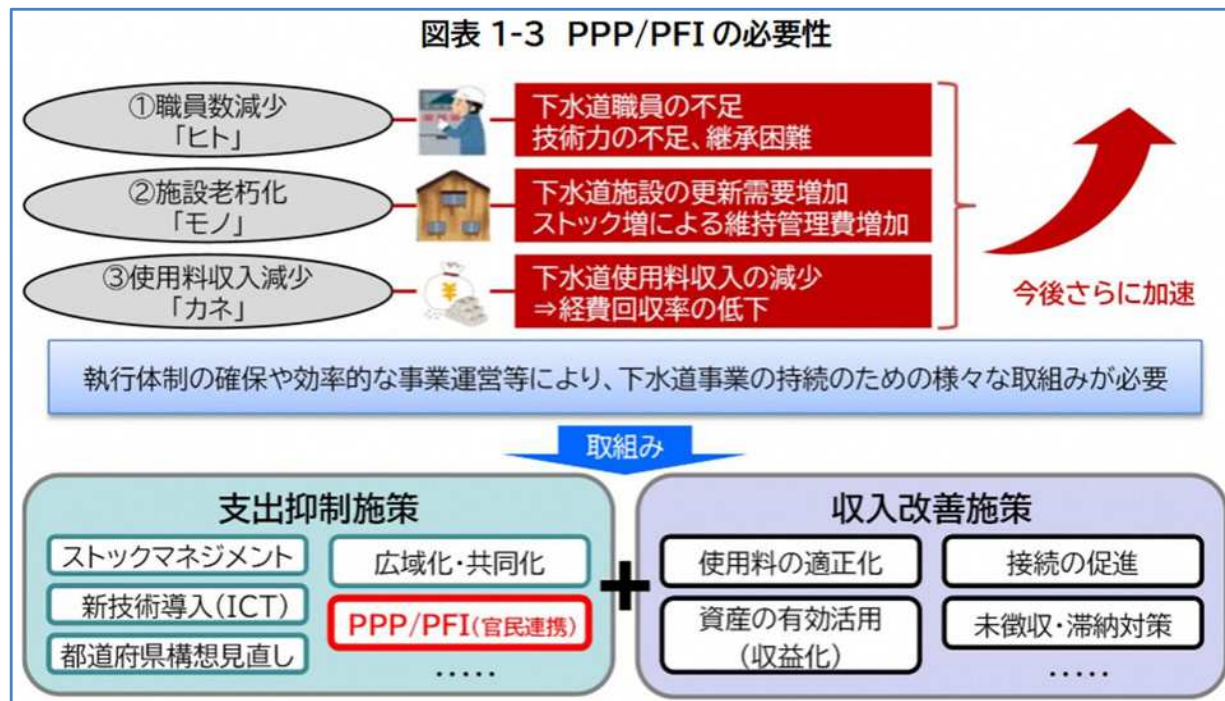 図表 1-3 PPP/PFI の必要性
①職員数減少
「ヒト」
下水道職員の不足
技術力の不足、継承困難
②施設老朽化
「モノ」
下水道施設の更新需要増加
ストック増による維持管理費増加
③使用料収入減少
「カネ」
¥
下水道使用料収入の減少
⇒経費回収率の低下
今後さらに加速
執行体制の確保や効率的な事業運営等により、下水道事業の持続のための様々な取組みが必要
取組み
支出抑制施策
ストックマネジメント
新技術導入(ICT)
都道府県構想見直し
広域化・共同化
PPP/PFI(官民連携)
・・・・・
+
収入改善施策
使用料の適正化
資産の有効活用
(収益化)
接続の促進
未徴収・滞納対策
・・・・・